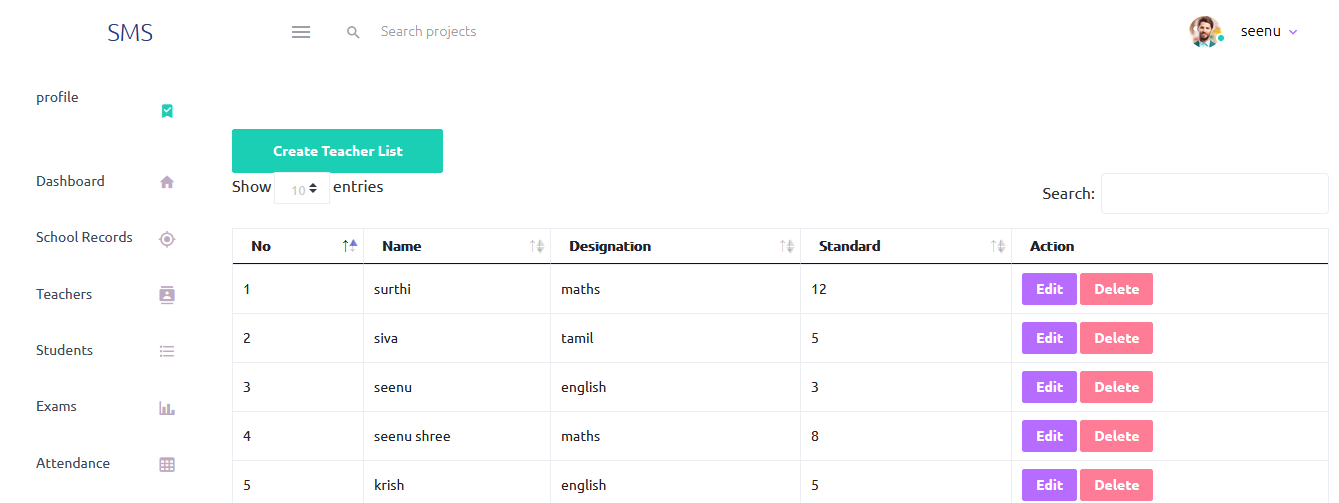 SMS Search projects seenu
profile
Create Teacher List
Dashboard
School Records
Teachers
Students
Exams
Attendance
Show 10 entries Search:
No Name Designation Standard Action
1 surthi maths 12 Edit Delete
2 siva tamil 5 Edit Delete
3 seenu english 3 Edit Delete
4 seenu shree maths 8 Edit Delete
5 krish english 5 Edit Delete